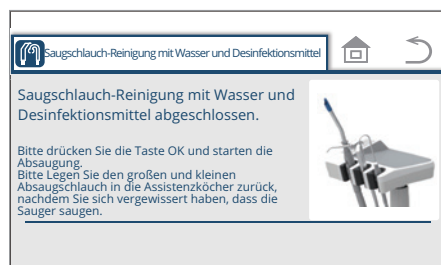 Saugschlauch-Reinigung mit Wasser und Desinfektionsmittel
Saugschlauch-Reinigung mit Wasser und
Desinfektionsmittel abgeschlossen.
Bitte drücken Sie die Taste OK und starten die
Absaugung.
Bitte Legen Sie den großen und kleinen
Absaugschlauch in die Assistenzköcher zurück,
nachdem Sie sich vergewissert haben, dass die
Sauger saugen.